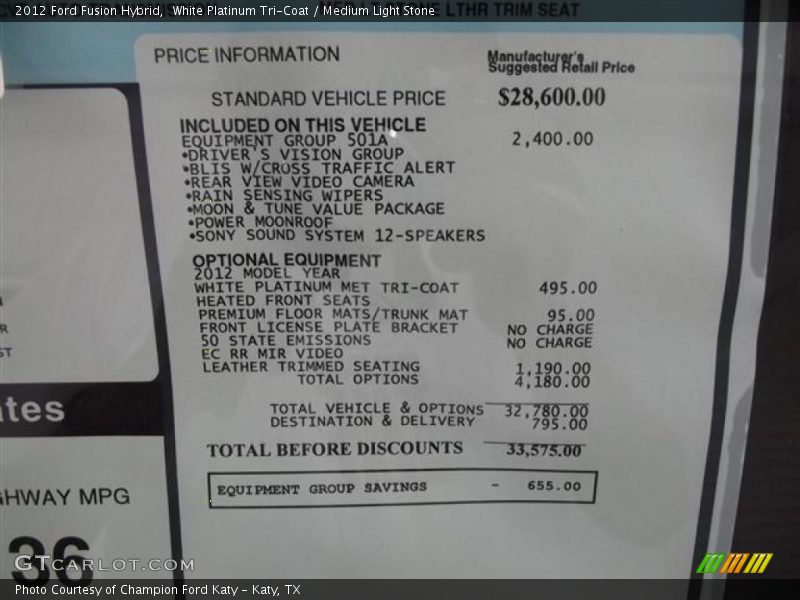 2012 Ford Fusion Hybrid, White Platinum Tri-Coat / Medium Light Stone
LTHR TRIM SEAT
PRICE INFORMATION
Manufacturer's
Suggested Retail Price
STANDARD VEHICLE PRICE $28,600.00
INCLUDED ON THIS VEHICLE
EQUIPMENT GROUP 501A 2,400.00
•DRIVER'S VISION GROUP
•BLIS W/CROSS TRAFFIC ALERT
•REAR VIEW VIDEO CAMERA
•RAIN SENSING WIPERS
•MOON & TUNE VALUE PACKAGE
•POWER MOONROOF
•SONY SOUND SYSTEM 12-SPEAKERS
OPTIONAL EQUIPMENT
2012 MODEL YEAR
WHITE PLATINUM MET TRI-COAT 495.00
HEATED FRONT SEATS
PREMIUM FLOOR MATS/TRUNK MAT 95.00
FRONT LICENSE PLATE BRACKET NO CHARGE
50 STATE EMISSIONS NO CHARGE
EC RR MIR VIDEO
LEATHER TRIMMED SEATING 1,190.00
TOTAL OPTIONS 4,180.00
TOTAL VEHICLE & OPTIONS 32,780.00
DESTINATION & DELIVERY 795.00
TOTAL BEFORE DISCOUNTS 33,575.00
EQUIPMENT GROUP SAVINGS - 655.00
R
ST
tes
GHWAY MPG
36
GTCARLOT.COM
Photo Courtesy of Champion Ford Katy - Katy, TX